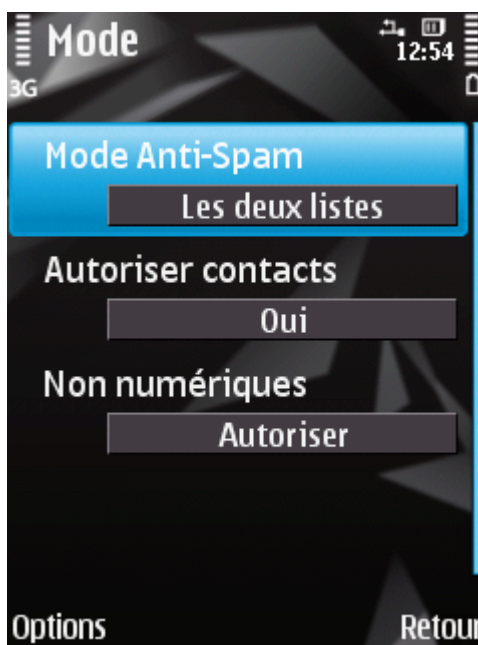 Mode
12:54
3G
Mode Anti-Spam
Les deux listes
Autoriser contacts
Oui
Non numériques
Autoriser
Options
Retour